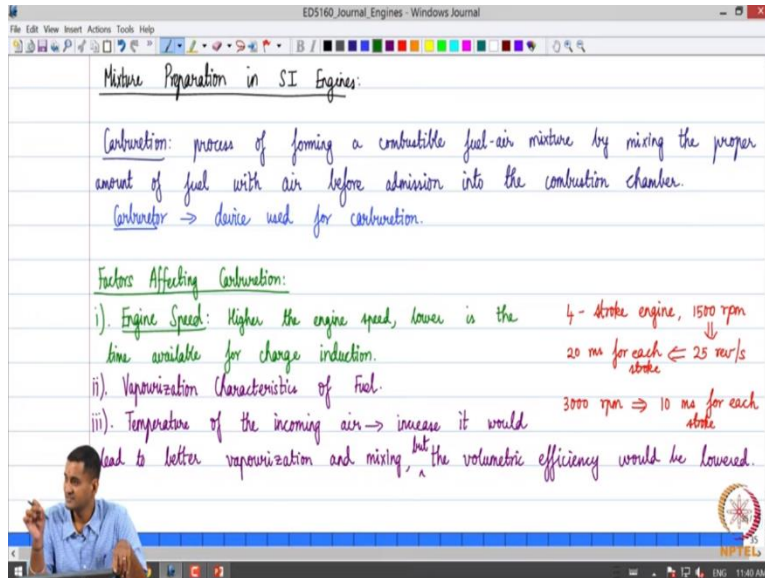 ED5160_Journal_Engines - Windows Journal
File Edit View Insert Actions Tools Help
Mixture Preparation in SI Engines:
Carburetion: process of forming a combustible fuel-air mixture by mixing the proper
amount of fuel with air before admission into the combustion chamber.
Carburetor → device used for carburetion.
Factors Affecting Carburetion:
i). Engine Speed: Higher the engine speed, lower is the
time available for charge induction.
ii). Vapourization Characteristics of Fuel.
iii). Temperature of the incoming air → increase it would
lead to better vapourization and mixing, but the volumetric efficiency would be lowered.
4 - stroke engine, 1500 rpm
⇓
20 ms for each stroke ⇐ 25 rev/s
3000 rpm ⇒ 10 ms for each
stroke
35
NPTEL
ENG 11:40 AM